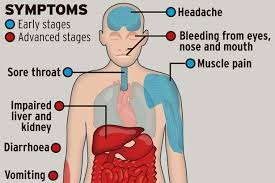 SYMPTOMS
Early stages
Advanced stages
Headache
Bleeding from eyes,
nose and mouth
Sore throat
Muscle pain
Impaired
liver and
kidney
Diarrhoea
Vomiting